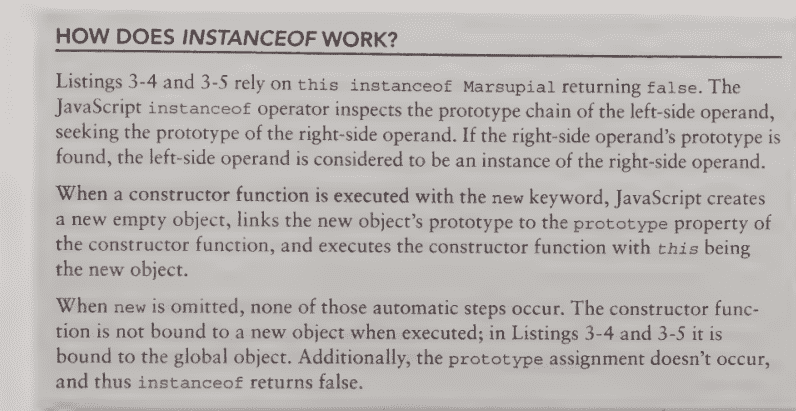 HOW DOES INSTANCEOF WORK?
Listings 3-4 and 3-5 rely on this instanceof Marsupial returning false. The
JavaScript instanceof operator inspects the prototype chain of the left-side operand,
seeking the prototype of the right-side operand. If the right-side operand's prototype is
found, the left-side operand is considered to be an instance of the right-side operand.
When a constructor function is executed with the new keyword, JavaScript creates
a new empty object, links the new object's prototype to the prototype property of
the constructor function, and executes the constructor function with this being
the new object.
When new is omitted, none of those automatic steps occur. The constructor func-
tion is not bound to a new object when executed; in Listings 3-4 and 3-5 it is
bound to the global object. Additionally, the prototype assignment doesn't occur,
and thus instanceof returns false.